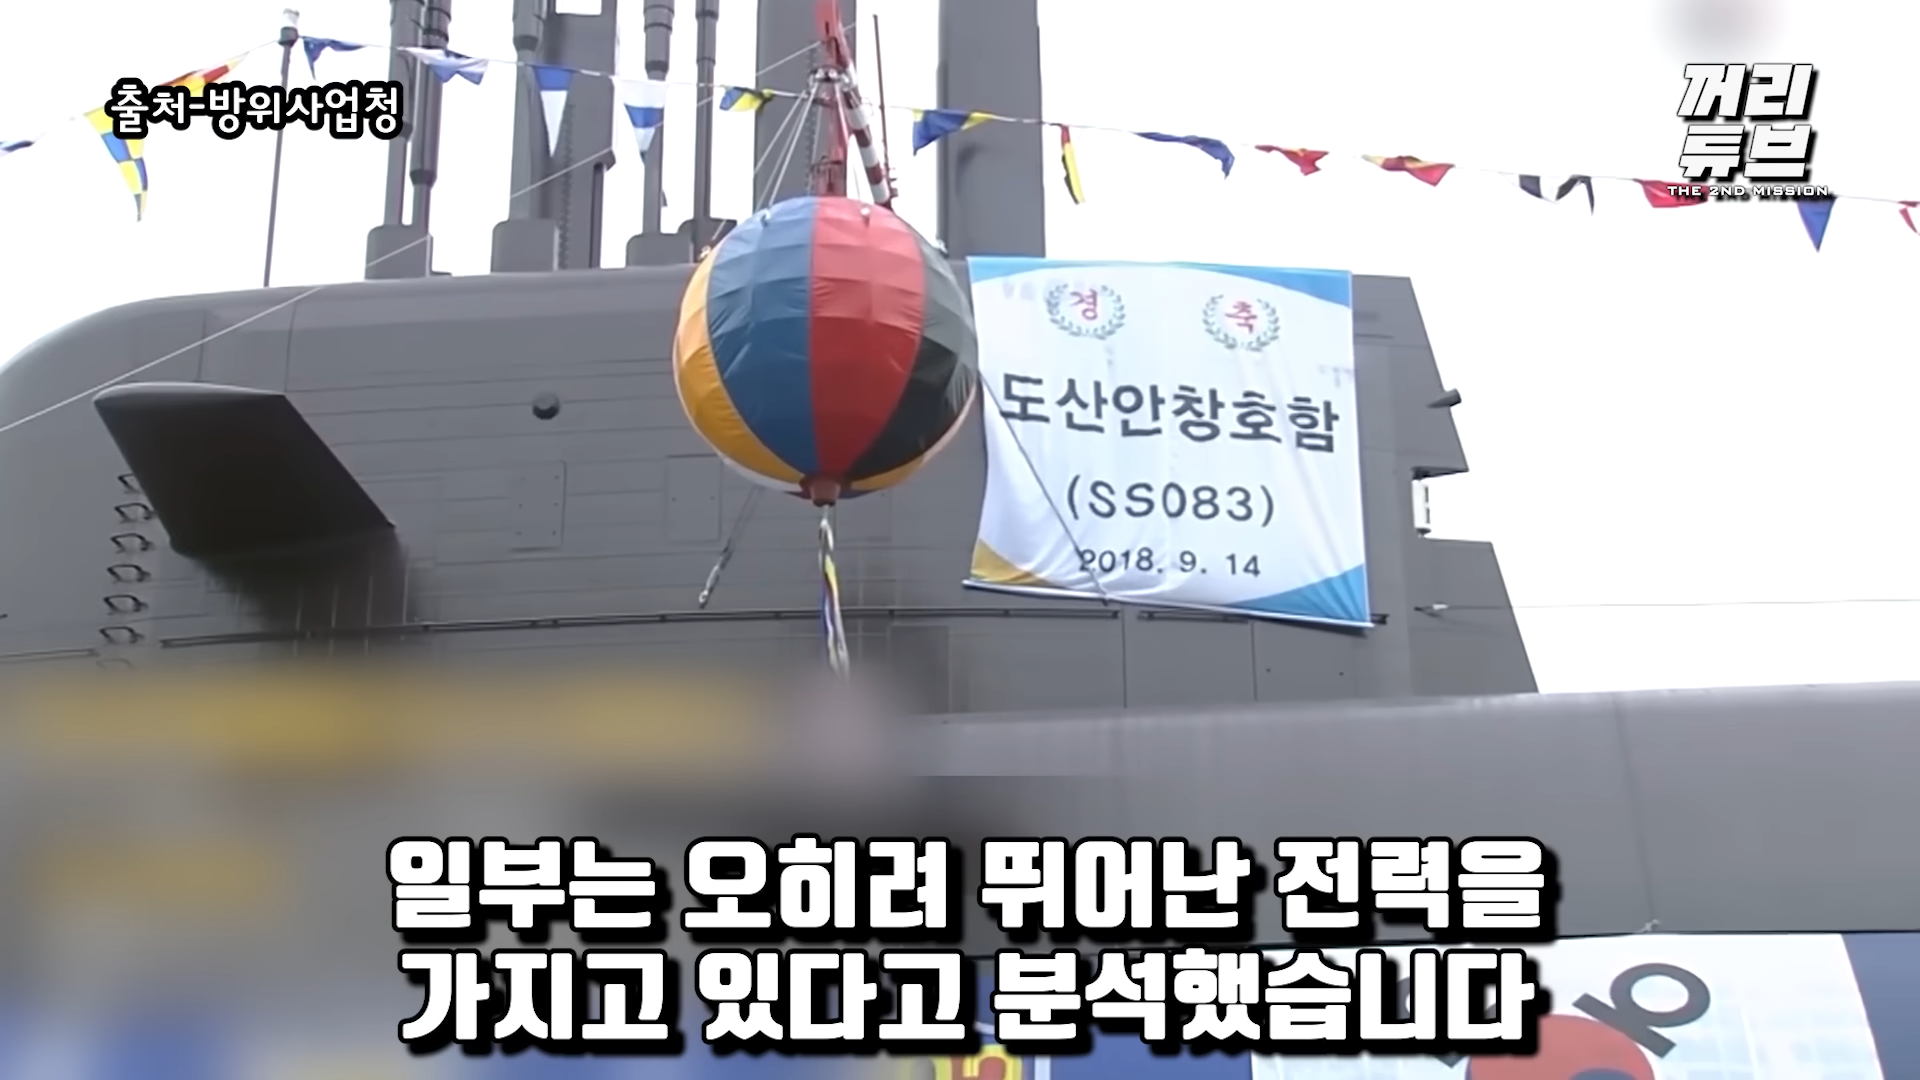 출처-방위사업청
꺼리
튜브
THE 2ND MISSION
경 축
도산안창호함
(SS083)
2018. 9. 14
일부는 오히려 뛰어난 전력을
가지고 있다고 분석했습니다